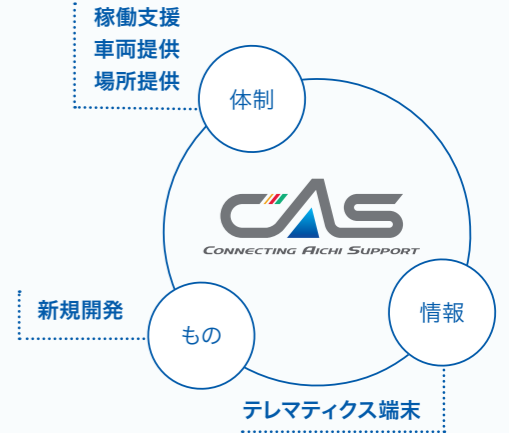 稼働支援
車両提供
場所提供
体制
CAS
CONNECTING AICHI SUPPORT
新規開発
もの
情報
テレマティクス端末